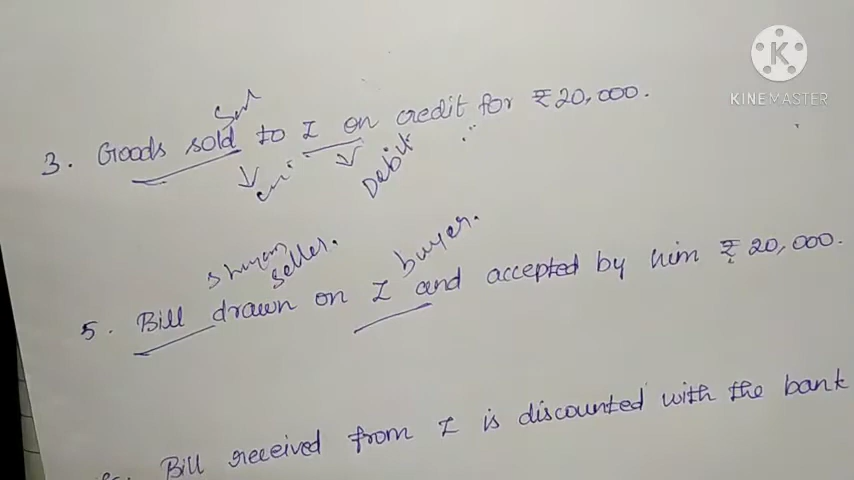 K
KINEMASTER
3. Goods sold to I on credit for ₹20,000.
Debit
shyam
seller.
buyer.
5. Bill drawn on I and accepted by him ₹20,000.
Bill received from I is discounted with the bank